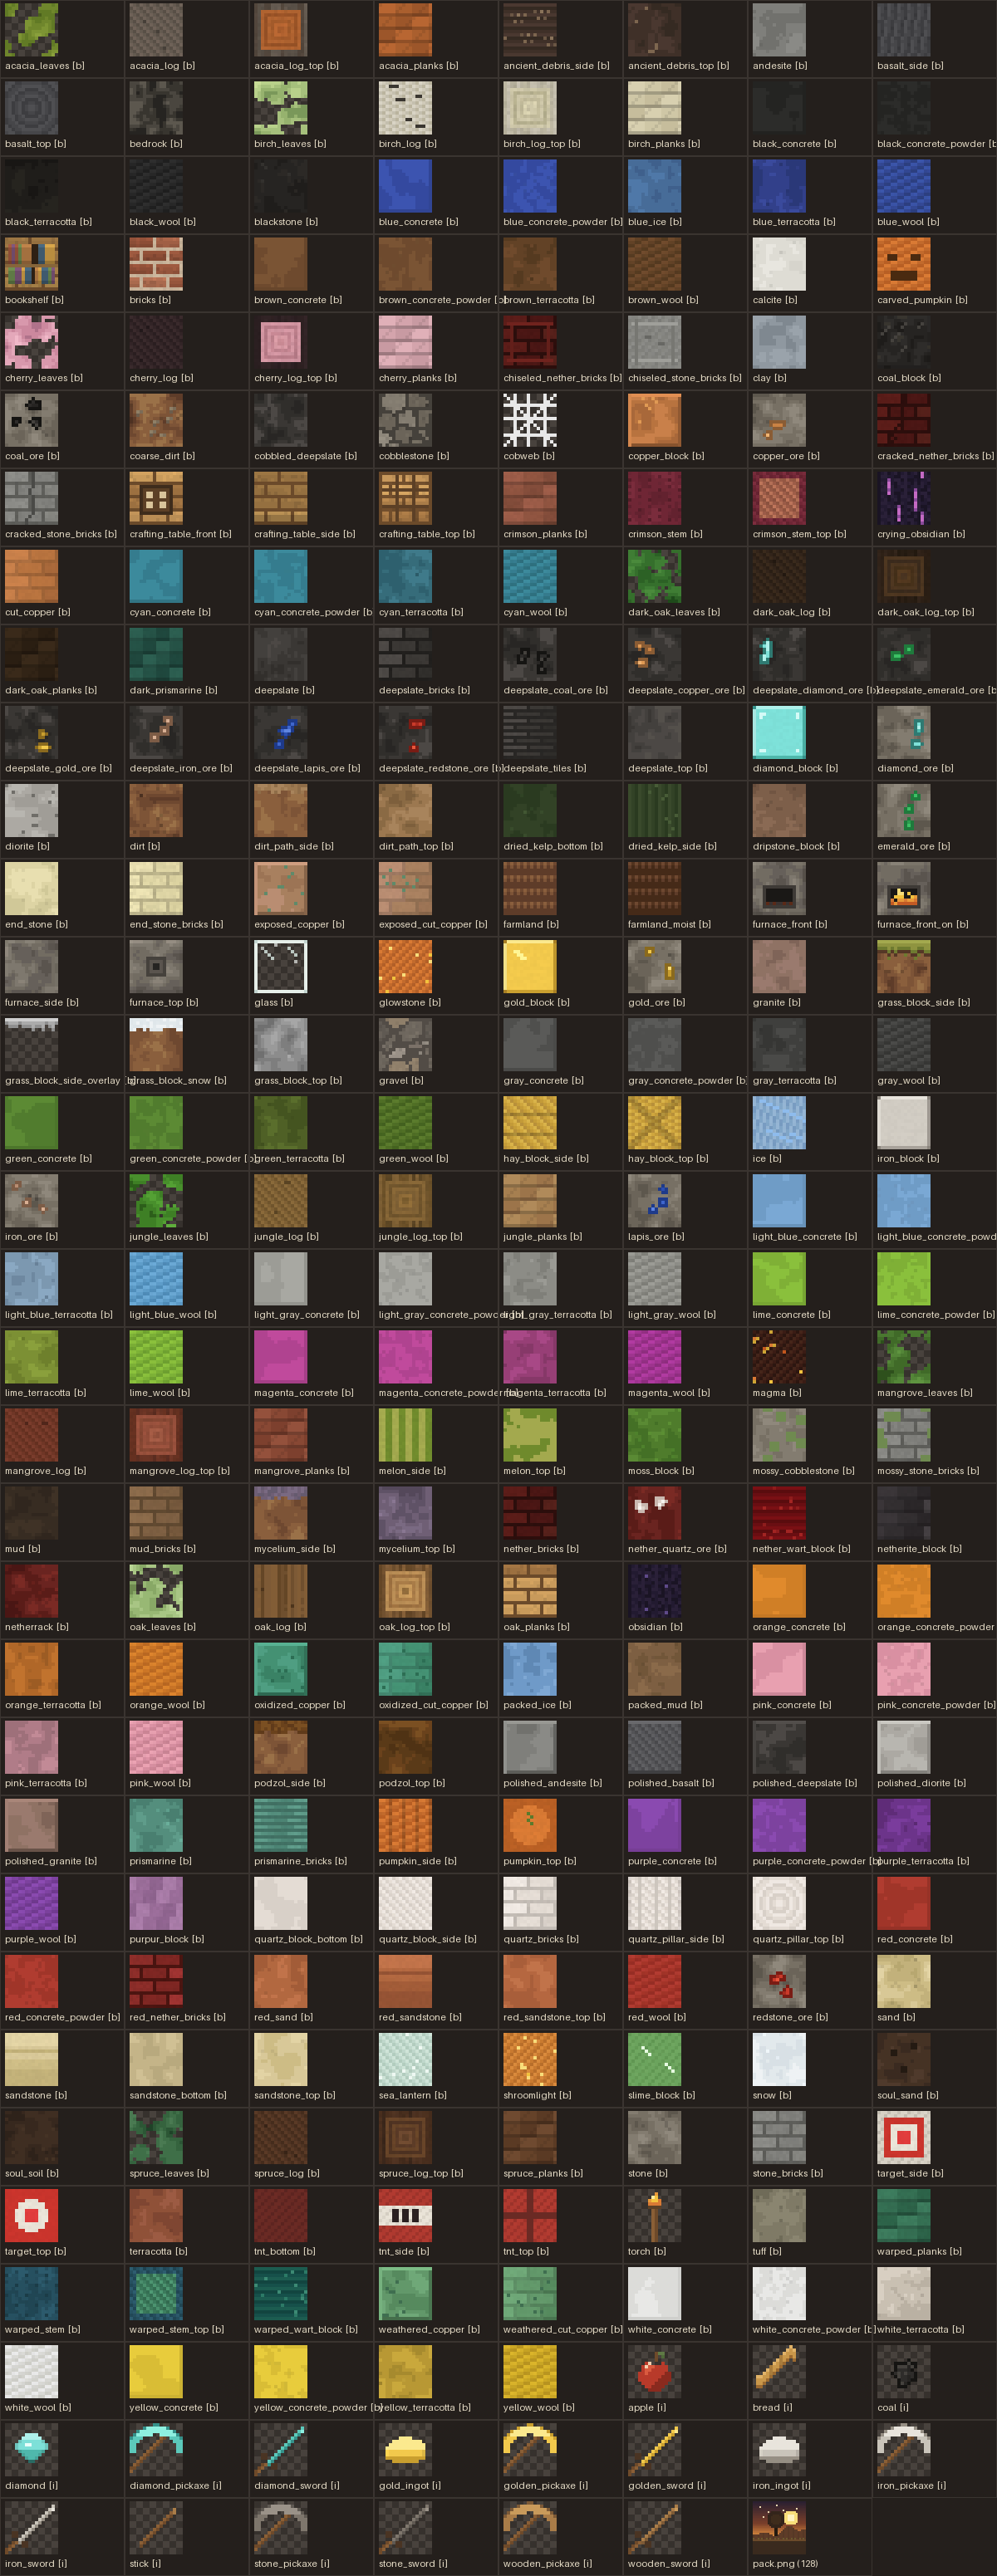 acacia_leaves [b] acacia_log [b] acacia_log_top [b] acacia_planks [b] ancient_debris_side [b] ancient_debris_top [b] andesite [b] basalt_side [b]
basalt_top [b] bedrock [b] birch_leaves [b] birch_log [b] birch_log_top [b] birch_planks [b] black_concrete [b] black_concrete_powder [b
black_terracotta [b] black_wool [b] blackstone [b] blue_concrete [b] blue_concrete_powder [b] blue_ice [b] blue_terracotta [b] blue_wool [b]
bookshelf [b] bricks [b] brown_concrete [b] brown_concrete_powder [b] brown_terracotta [b] brown_wool [b] calcite [b] carved_pumpkin [b]
cherry_leaves [b] cherry_log [b] cherry_log_top [b] cherry_planks [b] chiseled_nether_bricks [b] chiseled_stone_bricks [b] clay [b] coal_block [b]
coal_ore [b] coarse_dirt [b] cobbled_deepslate [b] cobblestone [b] cobweb [b] copper_block [b] copper_ore [b] cracked_nether_bricks [b]
cracked_stone_bricks [b] crafting_table_front [b] crafting_table_side [b] crafting_table_top [b] crimson_planks [b] crimson_stem [b] crimson_stem_top [b] crying_obsidian [b]
cut_copper [b] cyan_concrete [b] cyan_concrete_powder [b] cyan_terracotta [b] cyan_wool [b] dark_oak_leaves [b] dark_oak_log [b] dark_oak_log_top [b]
dark_oak_planks [b] dark_prismarine [b] deepslate [b] deepslate_bricks [b] deepslate_coal_ore [b] deepslate_copper_ore [b] deepslate_diamond_ore [b] deepslate_emerald_ore [b
deepslate_gold_ore [b] deepslate_iron_ore [b] deepslate_lapis_ore [b] deepslate_redstone_ore [b] deepslate_tiles [b] deepslate_top [b] diamond_block [b] diamond_ore [b]
diorite [b] dirt [b] dirt_path_side [b] dirt_path_top [b] dried_kelp_bottom [b] dried_kelp_side [b] dripstone_block [b] emerald_ore [b]
end_stone [b] end_stone_bricks [b] exposed_copper [b] exposed_cut_copper [b] farmland [b] farmland_moist [b] furnace_front [b] furnace_front_on [b]
furnace_side [b] furnace_top [b] glass [b] glowstone [b] gold_block [b] gold_ore [b] granite [b] grass_block_side [b]
grass_block_side_overlay [b] grass_block_snow [b] grass_block_top [b] gravel [b] gray_concrete [b] gray_concrete_powder [b] gray_terracotta [b] gray_wool [b]
green_concrete [b] green_concrete_powder [b] green_terracotta [b] green_wool [b] hay_block_side [b] hay_block_top [b] ice [b] iron_block [b]
iron_ore [b] jungle_leaves [b] jungle_log [b] jungle_log_top [b] jungle_planks [b] lapis_ore [b] light_blue_concrete [b] light_blue_concrete_powd
light_blue_terracotta [b] light_blue_wool [b] light_gray_concrete [b] light_gray_concrete_powder [b] light_gray_terracotta [b] light_gray_wool [b] lime_concrete [b] lime_concrete_powder [b]
lime_terracotta [b] lime_wool [b] magenta_concrete [b] magenta_concrete_powder [b] magenta_terracotta [b] magenta_wool [b] magma [b] mangrove_leaves [b]
mangrove_log [b] mangrove_log_top [b] mangrove_planks [b] melon_side [b] melon_top [b] moss_block [b] mossy_cobblestone [b] mossy_stone_bricks [b]
mud [b] mud_bricks [b] mycelium_side [b] mycelium_top [b] nether_bricks [b] nether_quartz_ore [b] nether_wart_block [b] netherite_block [b]
netherrack [b] oak_leaves [b] oak_log [b] oak_log_top [b] oak_planks [b] obsidian [b] orange_concrete [b] orange_concrete_powder
orange_terracotta [b] orange_wool [b] oxidized_copper [b] oxidized_cut_copper [b] packed_ice [b] packed_mud [b] pink_concrete [b] pink_concrete_powder [b]
pink_terracotta [b] pink_wool [b] podzol_side [b] podzol_top [b] polished_andesite [b] polished_basalt [b] polished_deepslate [b] polished_diorite [b]
polished_granite [b] prismarine [b] prismarine_bricks [b] pumpkin_side [b] pumpkin_top [b] purple_concrete [b] purple_concrete_powder [b] purple_terracotta [b]
purple_wool [b] purpur_block [b] quartz_block_bottom [b] quartz_block_side [b] quartz_bricks [b] quartz_pillar_side [b] quartz_pillar_top [b] red_concrete [b]
red_concrete_powder [b] red_nether_bricks [b] red_sand [b] red_sandstone [b] red_sandstone_top [b] red_wool [b] redstone_ore [b] sand [b]
sandstone [b] sandstone_bottom [b] sandstone_top [b] sea_lantern [b] shroomlight [b] slime_block [b] snow [b] soul_sand [b]
soul_soil [b] spruce_leaves [b] spruce_log [b] spruce_log_top [b] spruce_planks [b] stone [b] stone_bricks [b] target_side [b]
target_top [b] terracotta [b] tnt_bottom [b] tnt_side [b] tnt_top [b] torch [b] tuff [b] warped_planks [b]
warped_stem [b] warped_stem_top [b] warped_wart_block [b] weathered_copper [b] weathered_cut_copper [b] white_concrete [b] white_concrete_powder [b] white_terracotta [b]
white_wool [b] yellow_concrete [b] yellow_concrete_powder [b] yellow_terracotta [b] yellow_wool [b] apple [i] bread [i] coal [i]
diamond [i] diamond_pickaxe [i] diamond_sword [i] gold_ingot [i] golden_pickaxe [i] golden_sword [i] iron_ingot [i] iron_pickaxe [i]
iron_sword [i] stick [i] stone_pickaxe [i] stone_sword [i] wooden_pickaxe [i] wooden_sword [i] pack.png (128)